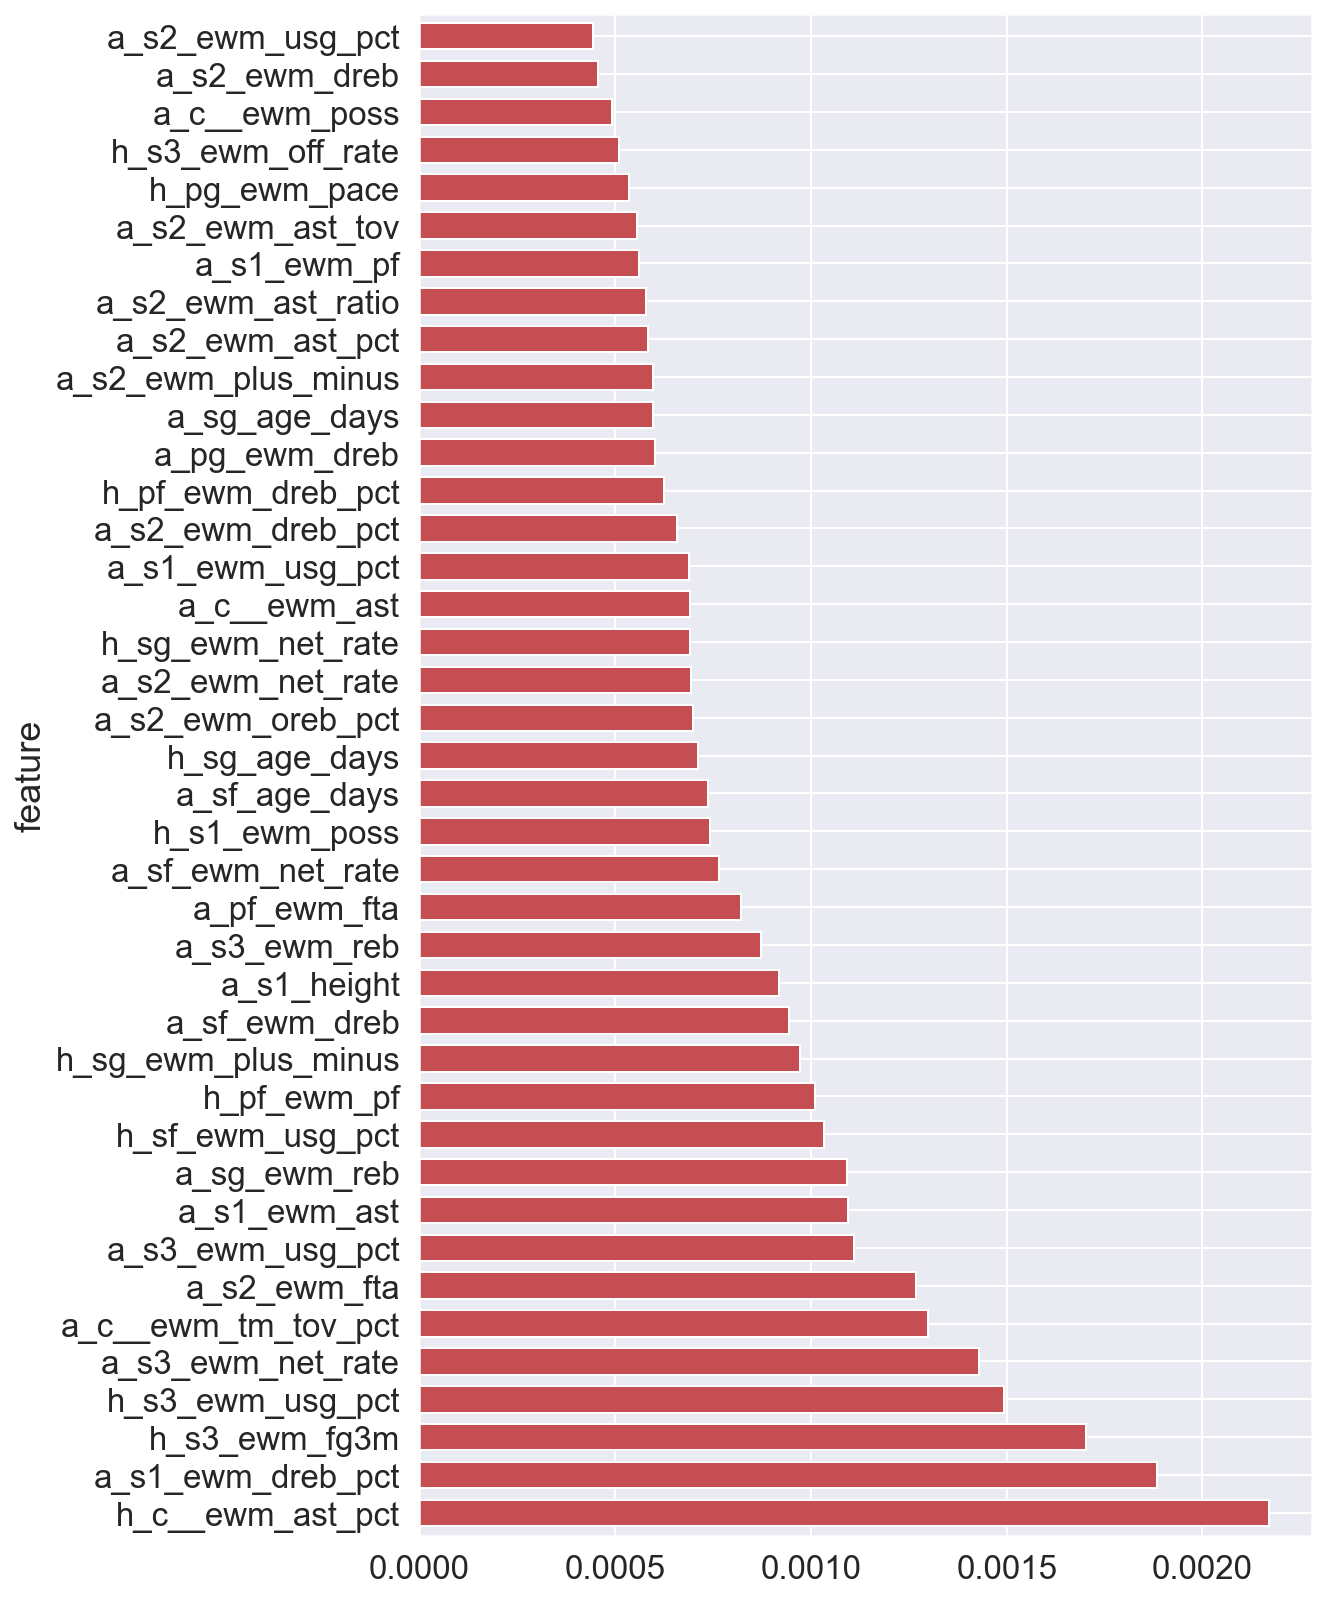 a_s2_ewm_usg_pct
a_s2_ewm_dreb
a_c__ewm_poss
h_s3_ewm_off_rate
h_pg_ewm_pace
a_s2_ewm_ast_tov
a_s1_ewm_pf
a_s2_ewm_ast_ratio
a_s2_ewm_ast_pct
a_s2_ewm_plus_minus
a_sg_age_days
a_pg_ewm_dreb
h_pf_ewm_dreb_pct
a_s2_ewm_dreb_pct
a_s1_ewm_usg_pct
a_c__ewm_ast
h_sg_ewm_net_rate
a_s2_ewm_net_rate
a_s2_ewm_oreb_pct
h_sg_age_days
a_sf_age_days
h_s1_ewm_poss
a_sf_ewm_net_rate
a_pf_ewm_fta
a_s3_ewm_reb
a_s1_height
a_sf_ewm_dreb
h_sg_ewm_plus_minus
h_pf_ewm_pf
h_sf_ewm_usg_pct
a_sg_ewm_reb
a_s1_ewm_ast
a_s3_ewm_usg_pct
a_s2_ewm_fta
a_c__ewm_tm_tov_pct
a_s3_ewm_net_rate
h_s3_ewm_usg_pct
h_s3_ewm_fg3m
a_s1_ewm_dreb_pct
h_c__ewm_ast_pct
feature
0.0000 0.0005 0.0010 0.0015 0.0020